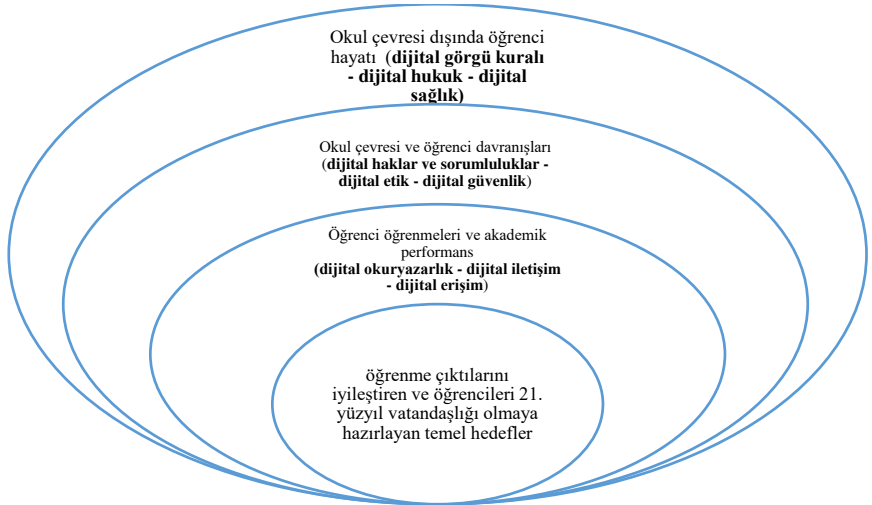 Okul çevresi dışında öğrenci
hayatı (dijital görgü kuralı
- dijital hukuk - dijital
sağlık)
Okul çevresi ve öğrenci davranışları
(dijital haklar ve sorumluluklar -
dijital etik - dijital güvenlik)
Öğrenci öğrenmeleri ve akademik
performans
(dijital okuryazarlık - dijital iletişim
- dijital erişim)
öğrenme çıktılarını
iyileştiren ve öğrencileri 21.
yüzyıl vatandaşlığı olmaya
hazırlayan temel hedefler